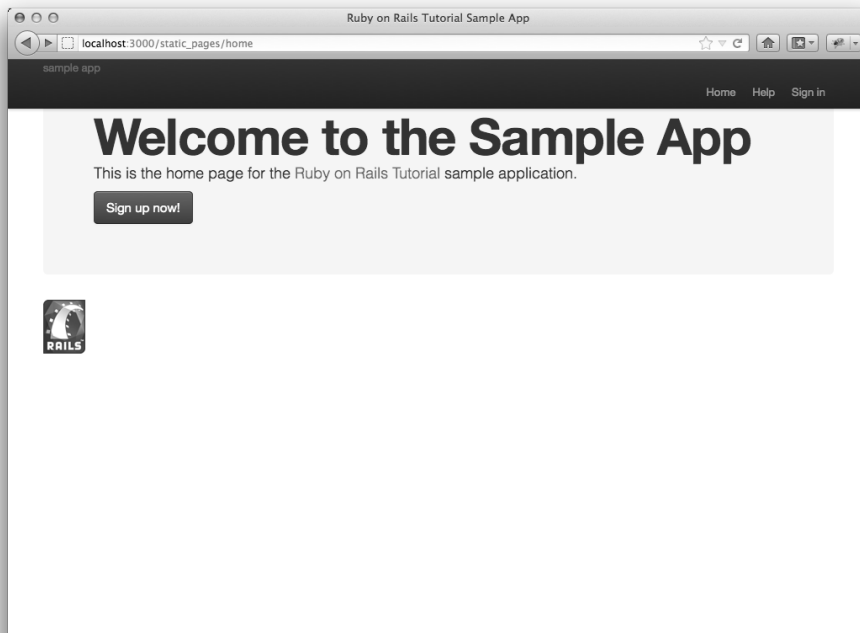 Ruby on Rails Tutorial Sample App
localhost:3000/static_pages/home
sample app
Home Help Sign in
Welcome to the Sample App
This is the home page for the Ruby on Rails Tutorial sample application.
Sign up now!
RAILS